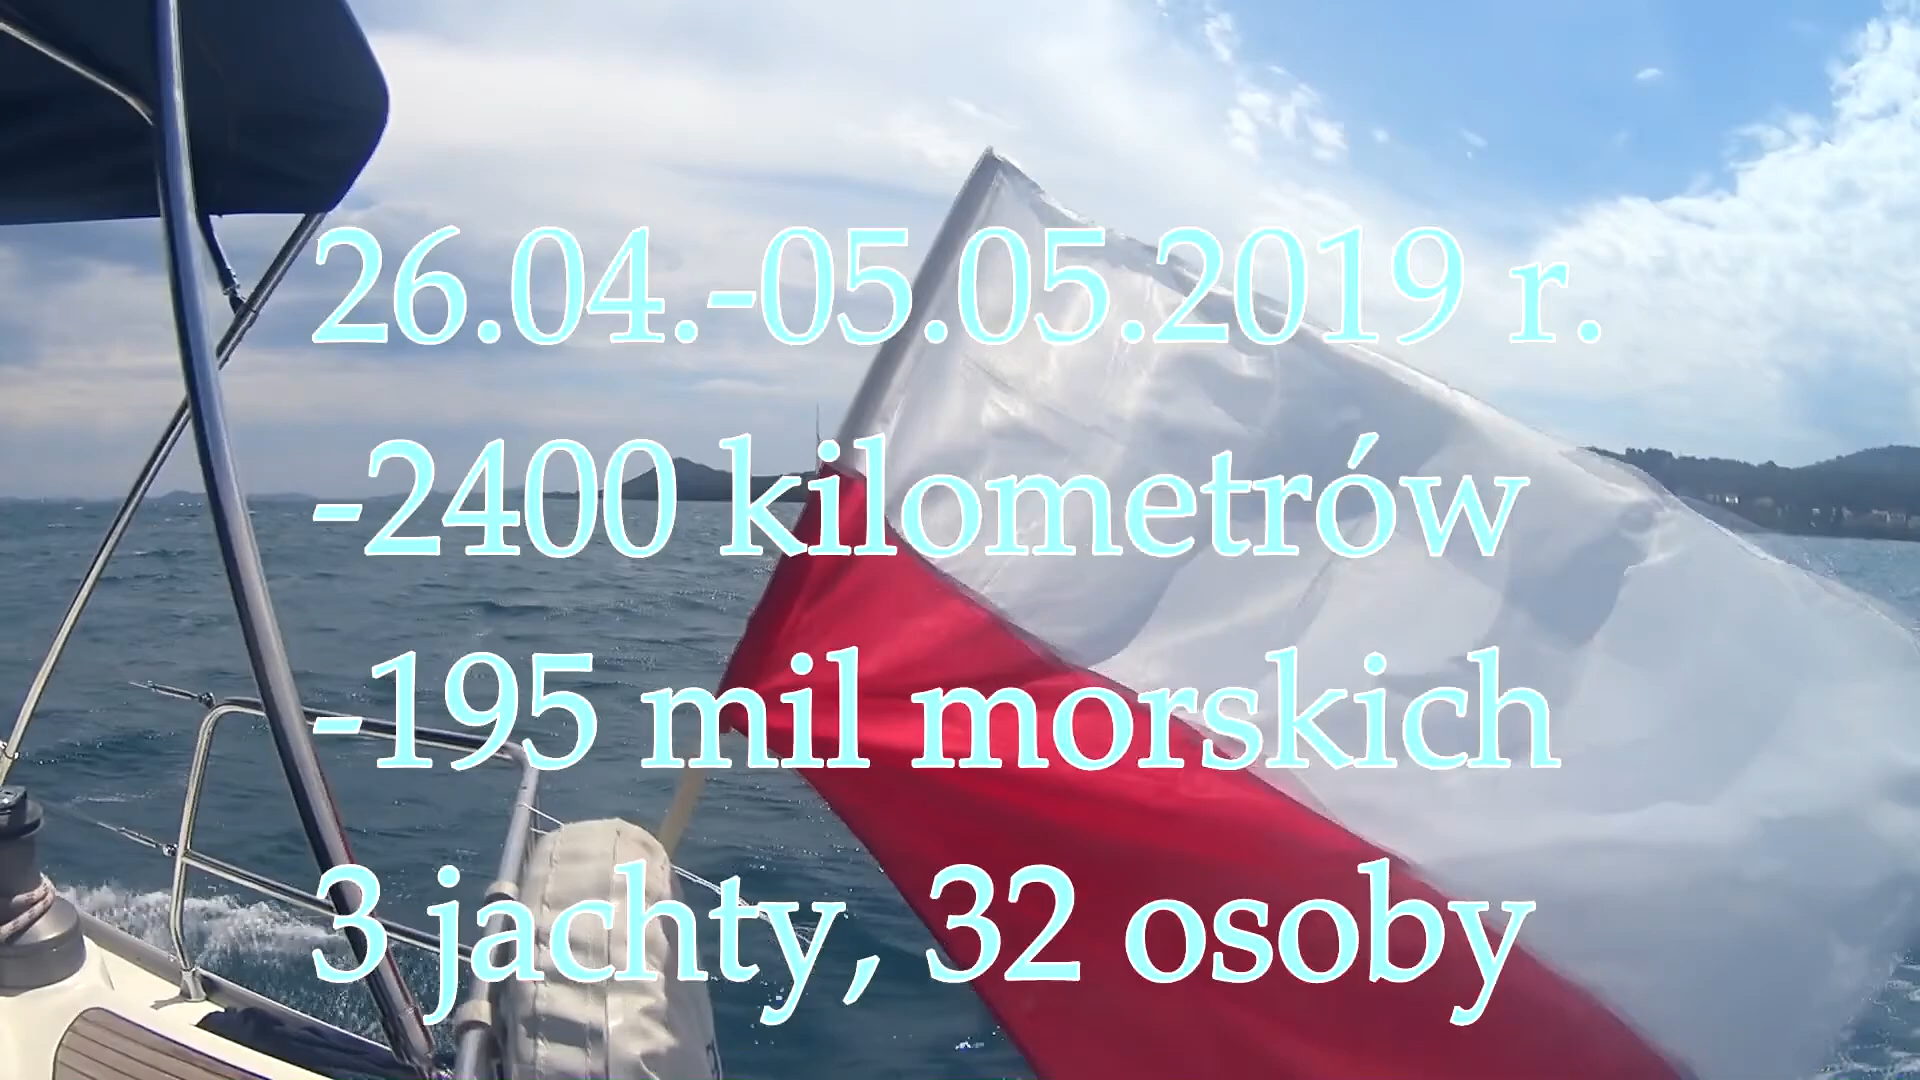 26.04.-05.05.2019 r.
-2400 kilometrów
-195 mil morskich
3 jachty, 32 osoby